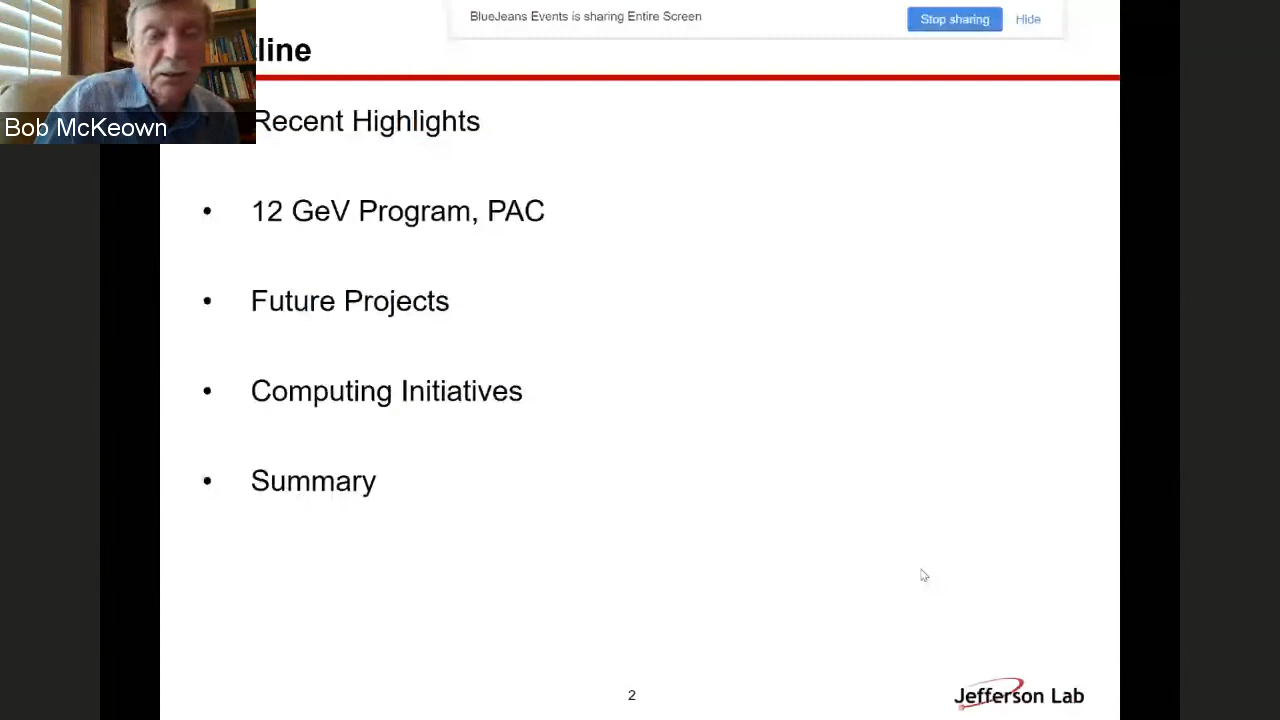 BlueJeans Events is sharing Entire Screen
Stop sharing
Hide
tline
Bob McKeown
Recent Highlights
• 12 GeV Program, PAC
• Future Projects
• Computing Initiatives
• Summary
2
Jefferson Lab